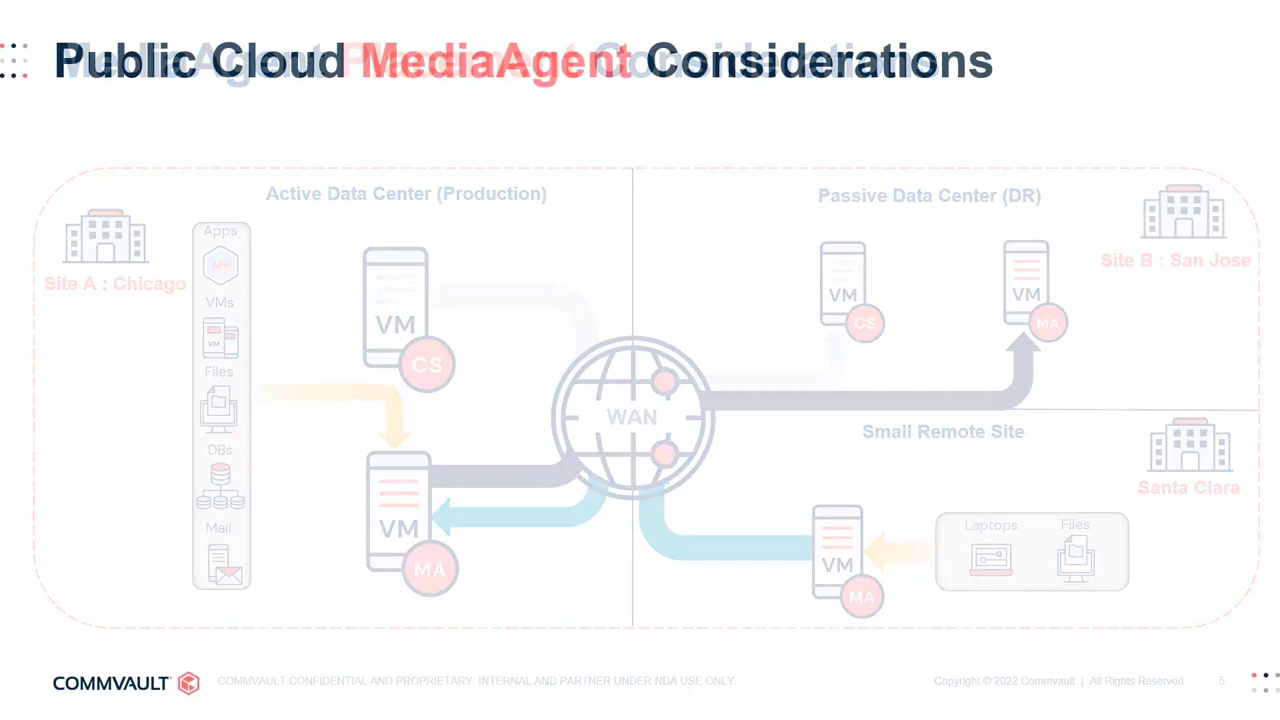 Public Cloud MediaAgent Considerations
MediaAgent Placement Considerations
Active Data Center (Production)
Passive Data Center (DR)
Site A : Chicago
Site B : San Jose
Apps
APP
VMs
VM
Files
DBs
Mail
VM
CS
VM
MA
WAN
VM
CS
VM
MA
Small Remote Site
Santa Clara
VM
MA
Laptops
Files
COMMVAULT
COMMVAULT CONFIDENTIAL AND PROPRIETARY. INTERNAL AND PARTNER UNDER NDA USE ONLY.
Copyright © 2022 Commvault | All Rights Reserved
5